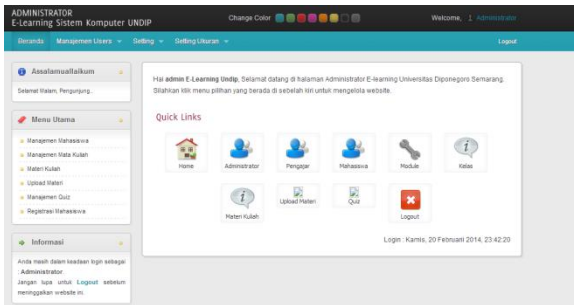 ADMINISTRATOR
E-Learning Sistem Komputer UNDIP
Change Color
Welcome, Administrator
Beranda Manajemen Users Setting Setting Ukuran Logout
Assalamuallaikum
Selamat Malam, Pengunjung.
Menu Utama
Manajemen Mahasiswa
Manajemen Mata Kuliah
Materi Kuliah
Upload Materi
Manajemen Quiz
Registrasi Mahasiswa
Informasi
Anda masih dalam keadaan login sebagai
: Administrator.
Jangan lupa untuk Logout sebelum
meninggalkan website ini.
Hai admin E-Learning Undip, Selamat datang di halaman Administrator E-learning Universitas Diponegoro Semarang.
Silahkan klik menu pilihan yang berada di sebelah kiri untuk mengelola website.
Quick Links
Home Administrator Pengajar Mahasiswa Module Kelas
Materi Kuliah Upload Materi Quiz Logout
Login : Kamis, 20 Februari 2014, 23:42:20